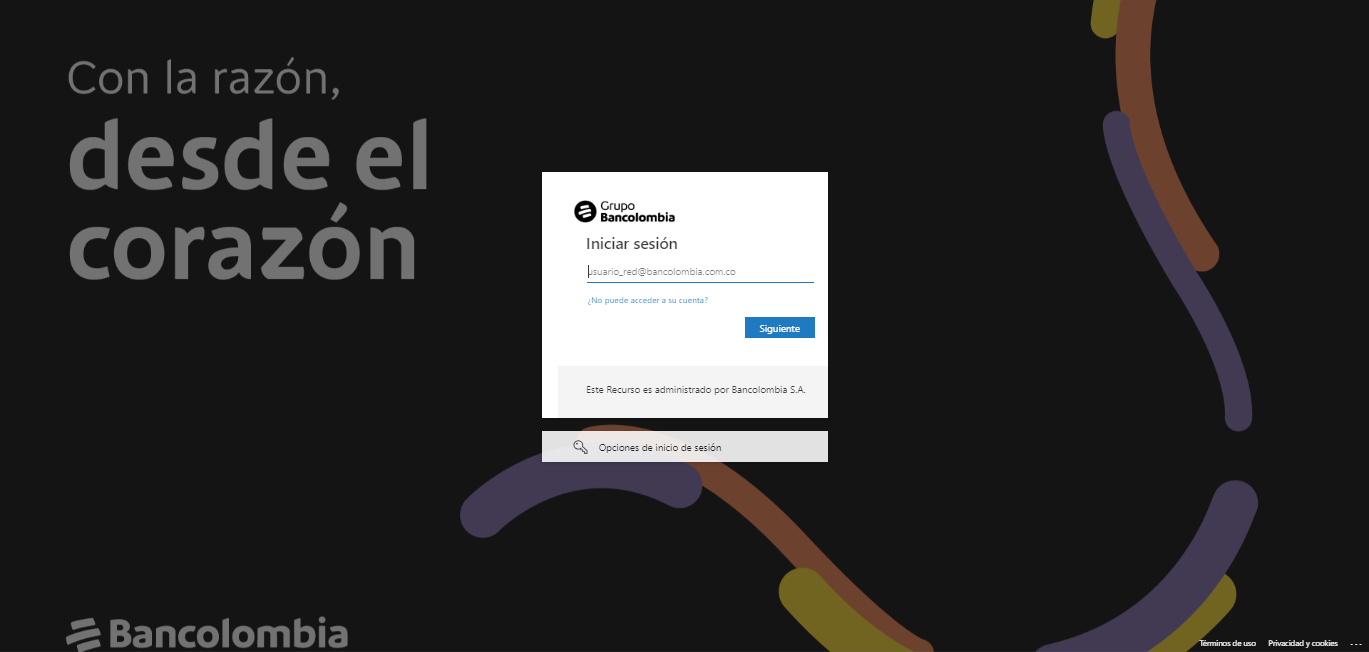 Con la razón,
desde el
corazón
Grupo
Bancolombia
Iniciar sesión
usuario_red@bancolombia.com.co
¿No puede acceder a su cuenta?
Siguiente
Este Recurso es administrado por Bancolombia S.A.
Opciones de inicio de sesión
Bancolombia
Términos de uso Privacidad y cookies ...